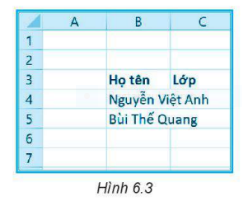 A B C
1
2
3 Họ tên Lớp
4 Nguyễn Việt Anh
5 Bùi Thế Quang
6
7
Hình 6.3